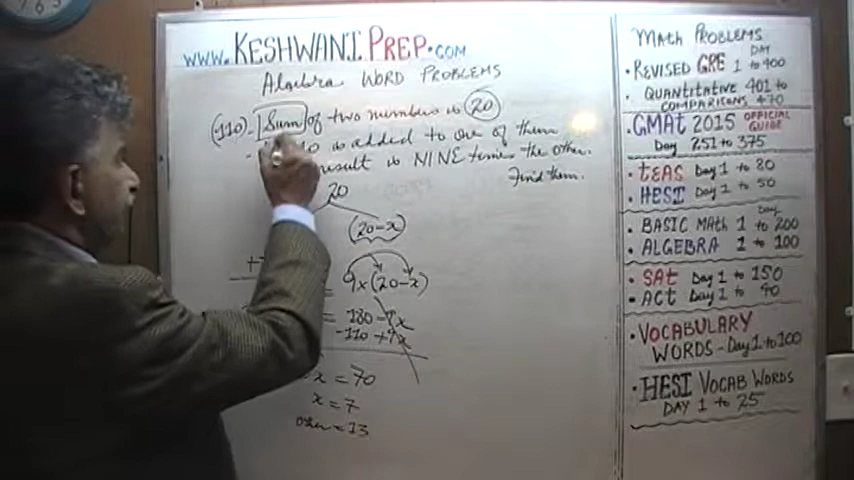 www.KESHWANIPREP.com
Algebra WORD PROBLEMS
(110) - Sum of two numbers is 20
10 is added to one of them
result is NINE times the other.
Find them.
20
(20-x)
9x(20-x)
= 180 - 9x
-110 + 9x
x = 70
x = 7
other = 13
MATH PROBLEMS
DAY
• REVISED GRE 1 to 400
• QUANTITATIVE 401 to
COMPARISONS 470
• GMAT 2015 OFFICIAL GUIDE
Day 251 to 375
• TEAS Day 1 to 80
• HESI Day 1 to 50
Day
• BASIC MATH 1 to 200
• ALGEBRA 1 to 100
• SAT Day 1 to 150
• ACT Day 1 to 40
• VOCABULARY
WORDS - Day 1 to 100
• HESI VOCAB WORDS
DAY 1 to 25